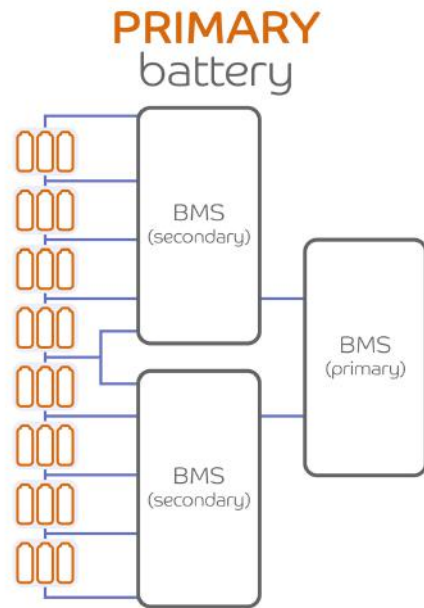 PRIMARY
battery
BMS
(secondary)
BMS
(primary)
BMS
(secondary)